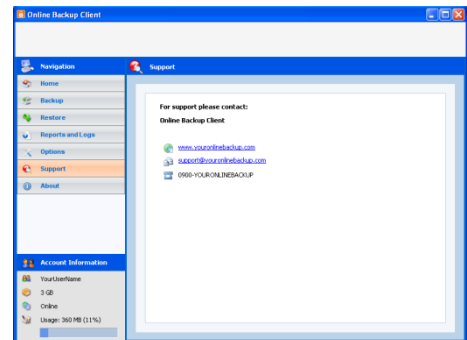 Online Backup Client
Navigation
Home
Backup
Restore
Reports and Logs
Options
Support
About
Account Information
YourUserName
3 GB
Online
Usage: 360 MB (11%)
Support
For support please contact:
Online Backup Client
www.youronlinebackup.com
support@youronlinebackup.com
0900-YOURONLINEBACKUP